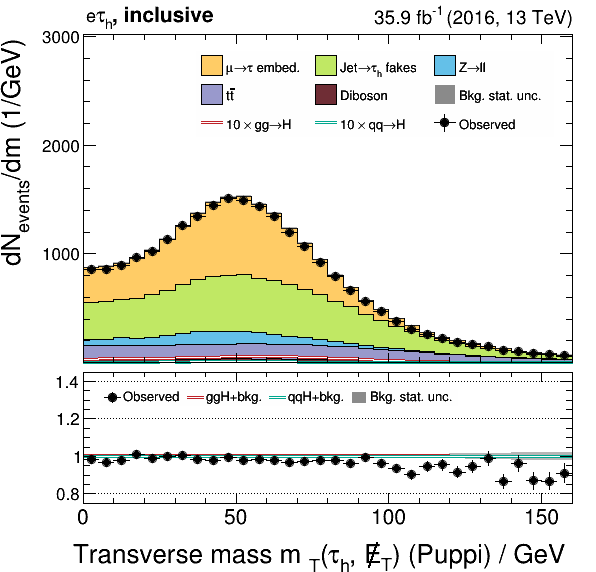 eτh, inclusive 35.9 fb⁻¹ (2016, 13 TeV)
dNevents/dm (1/GeV)
3000
2000
1000
μ→τ embed. Jet→τh fakes Z→ll
tt̄ Diboson Bkg. stat. unc.
10 × gg→H 10 × qq→H Observed
1.4
1.2
1
0.8
Observed ggH+bkg. qqH+bkg. Bkg. stat. unc.
0 50 100 150
Transverse mass m T(τh, E̸T) (Puppi) / GeV